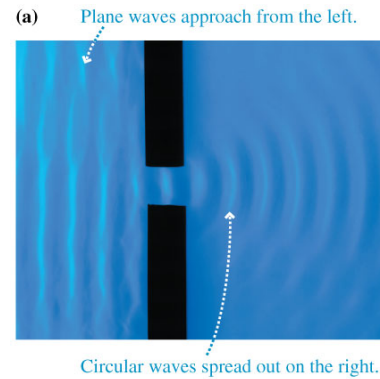 (a)
Plane waves approach from the left.
Circular waves spread out on the right.